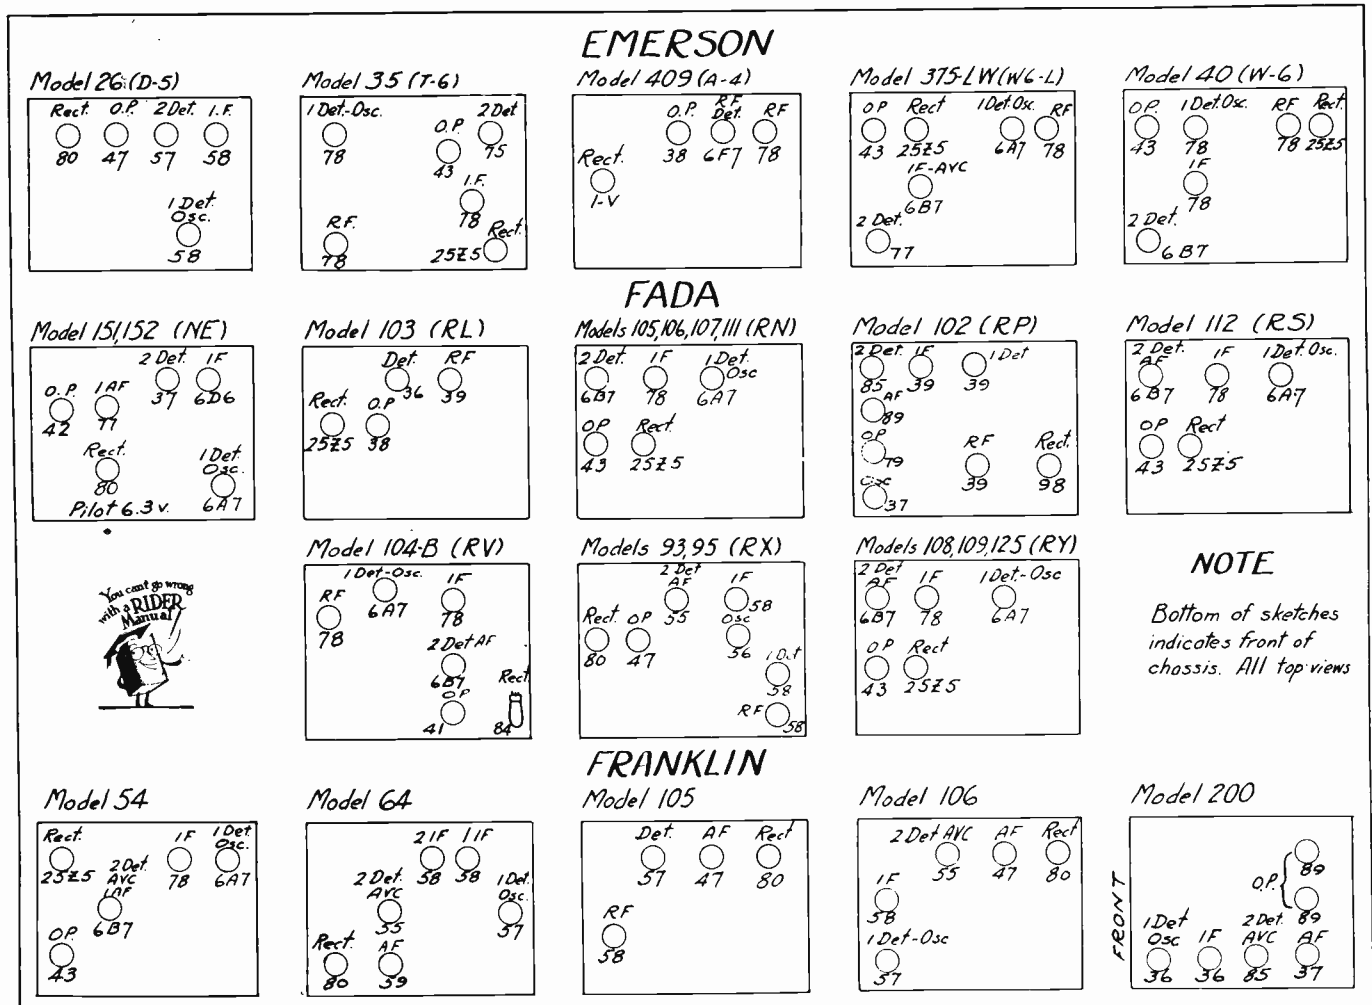 EMERSON
Model 26 (D-5)
Rect. O.P. 2Det. I.F.
80 47 57 58
1 Det.
Osc.
58
Model 35 (T-6)
1 Det.-Osc.
78
O.P.
43
2 Det
75
I.F.
78
R.F.
78
Rect.
25Z5
Model 409 (A-4)
O.P. RF Det. RF
38 6F7 78
Rect.
1-V
Model 375-LW (W6-L)
OP Rect 1Det.Osc. RF
43 25Z5 6A7 78
IF-AVC
6B7
2 Det.
77
Model 40 (W-6)
O.P. 1Det.Osc. RF Rect.
43 78 78 25Z5
IF
78
2 Det.
6B7
FADA
Model 151,152 (NE)
2 Det. IF
37 6D6
O.P. 1AF
42 77
Rect.
80
1 Det.
Osc.
6A7
Pilot 6.3 v.
Model 103 (RL)
Det. RF
36 39
Rect. O.P
25Z5 38
Models 105,106,107,111 (RN)
2 Det. IF 1 Det.
Osc
6B7 78 6A7
OP Rect
43 25Z5
Model 102 (RP)
2 Det. IF 1 Det
85 39 39
AF
89
OP
79
Osc
37
RF Rect.
39 98
Model 112 (RS)
2 Det. IF 1 Det. Osc.
AF
6B7 78 6A7
OP Rect
43 25Z5
You can't go wrong
with a RIDER
Manual
Model 104-B (RV)
1 Det-Osc. IF
RF
78 6A7 78
2 Det AF
6B7
OP
41
Rect.
84
Models 93,95 (RX)
2 Det
AF IF
55 58
Rect. OP Osc
80 47 56
1 Det
58
RF 58
Models 108,109,125 (RY)
2 Det
AF IF 1 Det.-Osc
6B7 78 6A7
OP Rect
43 25Z5
NOTE
Bottom of sketches
indicates front of
chassis. All top views
FRANKLIN
Model 54
Rect. IF 1 Det
Osc.
25Z5 78 6A7
2 Det.
AVC
1AF
6B7
O.P.
43
Model 64
2 IF 1 IF
58 58
2 Det.
AVC
55
1 Det.
Osc.
57
Rect. AF
80 59
Model 105
Det. AF Rect
57 47 80
RF
58
Model 106
2 Det AVC AF Rect
55 47 80
IF
58
1 Det-Osc
57
Model 200
FRONT
O.P.
89
89
1 Det
Osc IF 2 Det.
AVC AF
36 36 85 37